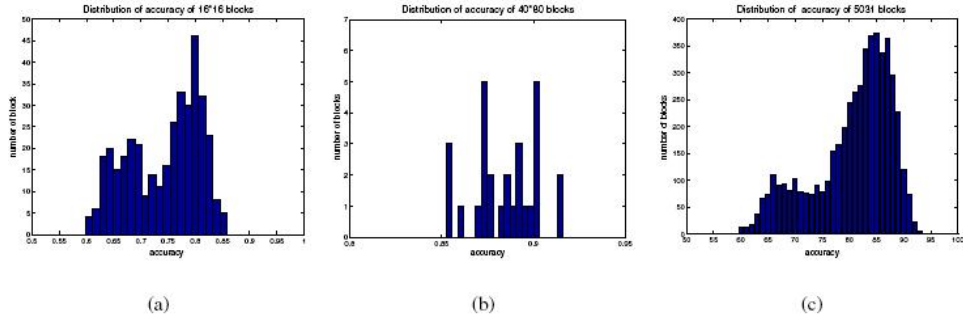 Distribution of accuracy of 16*16 blocks
50
45
40
35
30
25
20
15
10
5
0
number of block
0.5 0.55 0.6 0.65 0.7 0.75 0.8 0.85 0.9 0.95 1
accuracy
(a)
Distribution of accuracy of 40*80 blocks
7
6
5
4
3
2
1
0
number of blocks
0.8 0.85 0.9 0.95
accuracy
(b)
Distribution of accuracy of 5031 blocks
400
350
300
250
200
150
100
50
0
number of blocks
50 55 60 65 70 75 80 85 90 95 100
accuracy
(c)